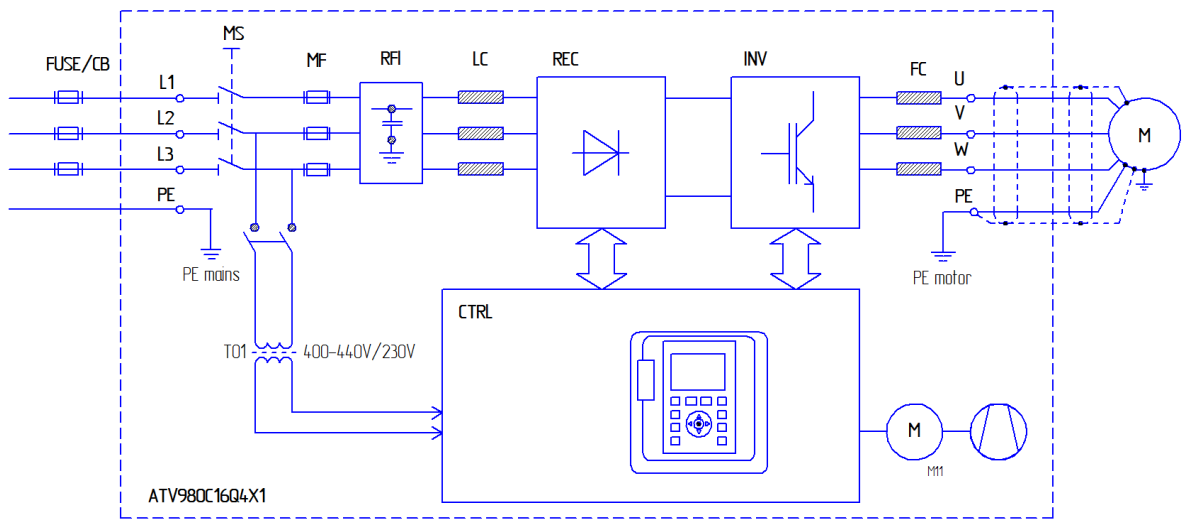 MS
FUSE/CB
MF
RFI
LC
REC
INV
FC
L1
L2
L3
PE
U
V
W
PE
M
PE mains
PE motor
CTRL
T01
400-440V/230V
M
M11
ATV980C16Q4X1